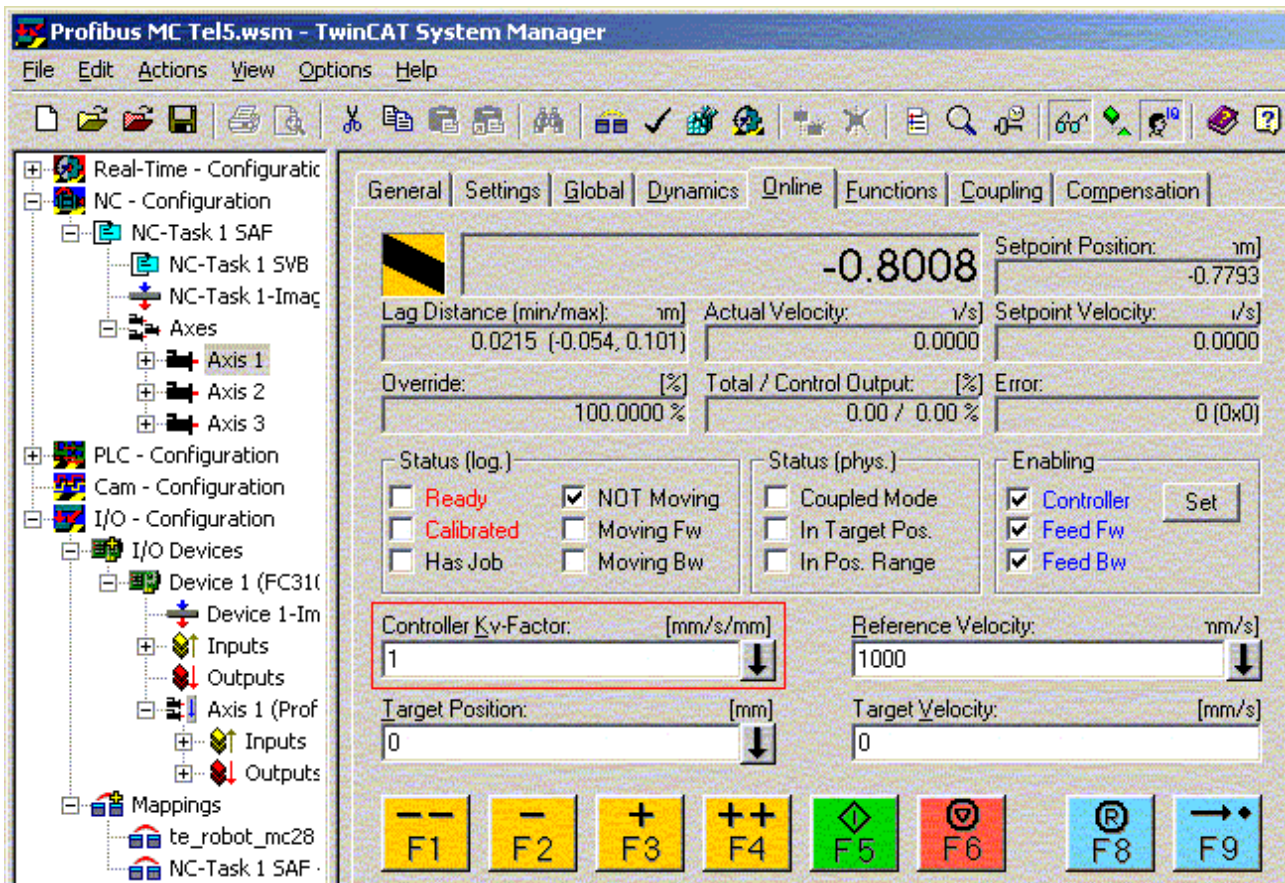 Profibus MC Tel5.wsm - TwinCAT System Manager
File Edit Actions View Options Help
Real-Time - Configuratic
NC - Configuration
NC-Task 1 SAF
NC-Task 1 SVB
NC-Task 1-Imag
Axes
Axis 1
Axis 2
Axis 3
PLC - Configuration
Cam - Configuration
I/O - Configuration
I/O Devices
Device 1 (FC310
Device 1-Im
Inputs
Outputs
Axis 1 (Prof
Inputs
Outputs
Mappings
te_robot_mc28
NC-Task 1 SAF -
General Settings Global Dynamics Online Functions Coupling Compensation
-0.8008
Setpoint Position: m]
-0.7793
Lag Distance (min/max): m] Actual Velocity: /s] Setpoint Velocity: /s]
0.0215 (-0.054, 0.101) 0.0000 0.0000
Override: [%] Total / Control Output: [%] Error:
100.0000 % 0.00 / 0.00 % 0 (0x0)
Status (log.) Status (phys.) Enabling
Ready NOT Moving Coupled Mode Controller Set
Calibrated Moving Fw In Target Pos. Feed Fw
Has Job Moving Bw In Pos. Range Feed Bw
Controller Kv-Factor: [mm/s/mm] Reference Velocity: mm/s]
1 1000
Target Position: [mm] Target Velocity: [mm/s]
0 0
-- - + ++ R
F1 F2 F3 F4 F5 F6 F8 F9